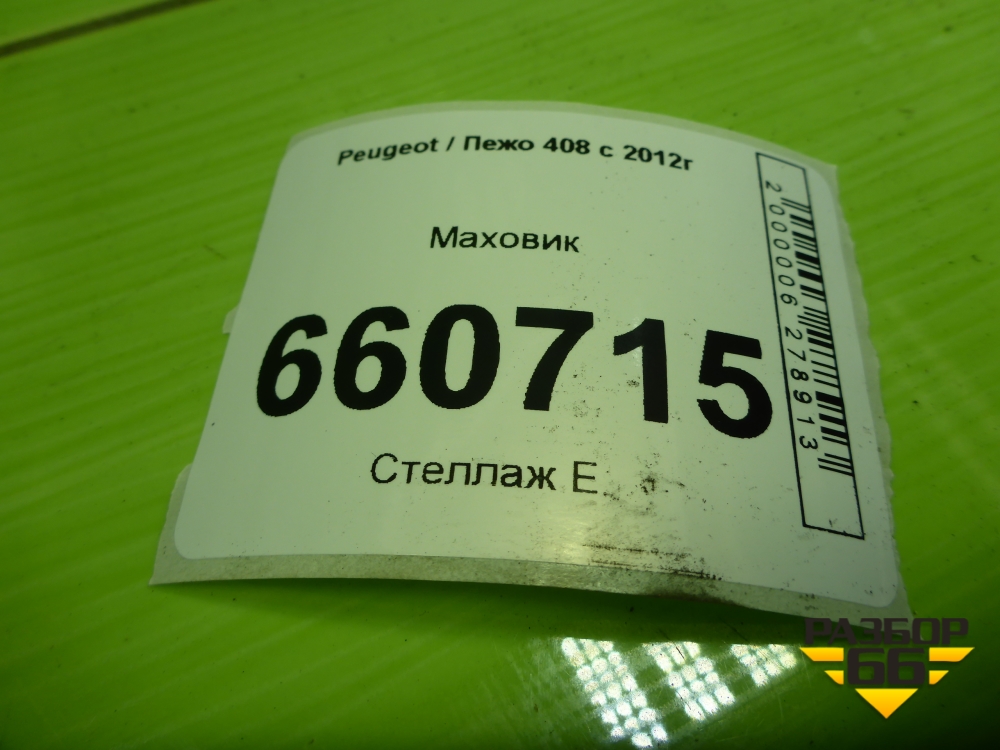 Peugeot / Пежо 408 с 2012г
Маховик
660715
Стеллаж Е
2000006278913
РАЗБОР
66